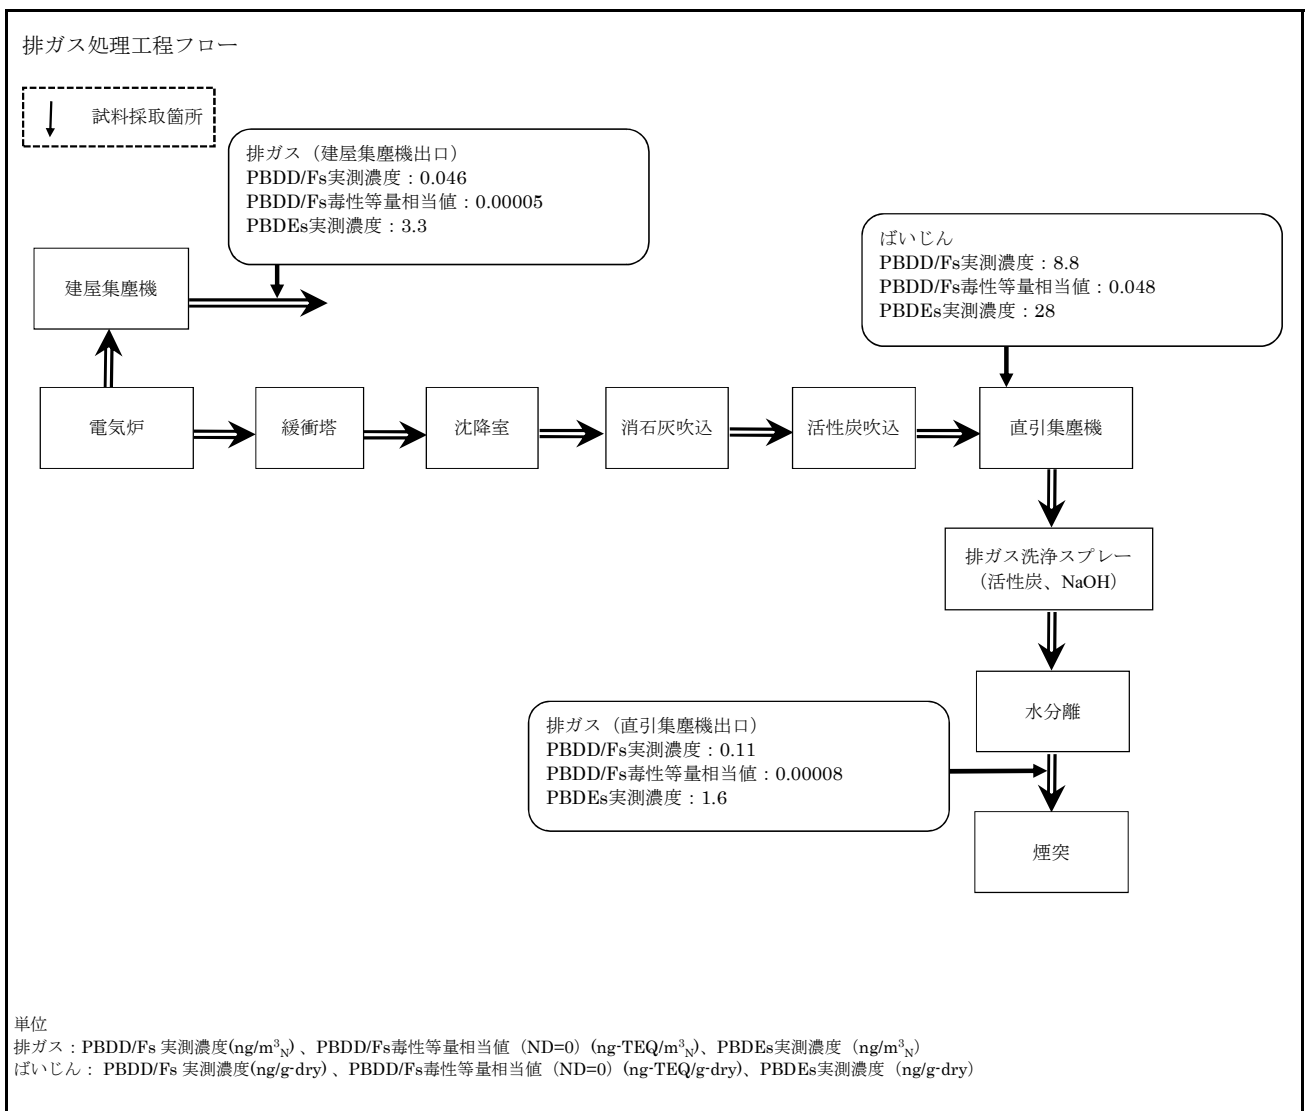 排ガス処理工程フロー
試料採取箇所
排ガス（建屋集塵機出口）
PBDD/Fs実測濃度：0.046
PBDD/Fs毒性等量相当値：0.00005
PBDEs実測濃度：3.3
ばいじん
PBDD/Fs実測濃度：8.8
PBDD/Fs毒性等量相当値：0.048
PBDEs実測濃度：28
建屋集塵機
電気炉
緩衝塔
沈降室
消石灰吹込
活性炭吹込
直引集塵機
排ガス洗浄スプレー
（活性炭、NaOH）
水分離
排ガス（直引集塵機出口）
PBDD/Fs実測濃度：0.11
PBDD/Fs毒性等量相当値：0.00008
PBDEs実測濃度：1.6
煙突
単位
排ガス：PBDD/Fs 実測濃度(ng/m³N) 、PBDD/Fs毒性等量相当値（ND=0）(ng-TEQ/m³N)、PBDEs実測濃度（ng/m³N）
ばいじん： PBDD/Fs 実測濃度(ng/g-dry) 、PBDD/Fs毒性等量相当値（ND=0）(ng-TEQ/g-dry)、PBDEs実測濃度（ng/g-dry）